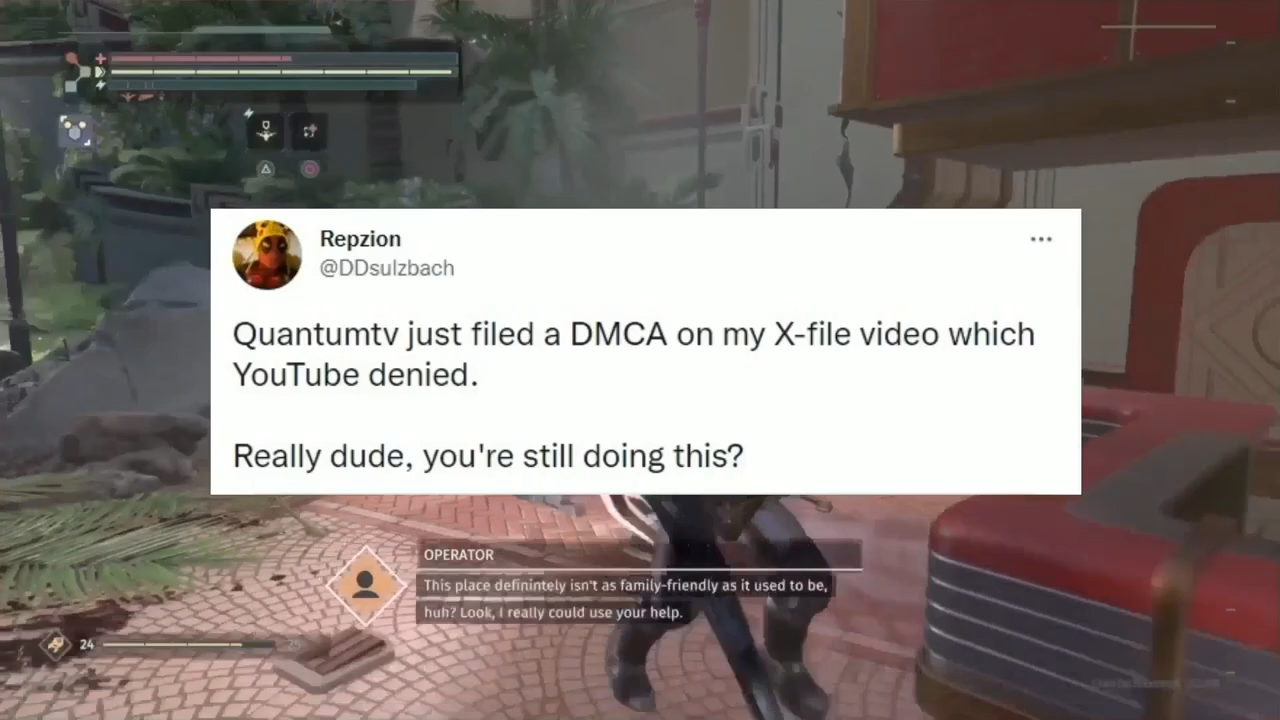 Repzion
@DDsulzbach
Quantumtv just filed a DMCA on my X-file video which
YouTube denied.
Really dude, you're still doing this?
OPERATOR
This place definintely isn't as family-friendly as it used to be,
huh? Look, I really could use your help.
24